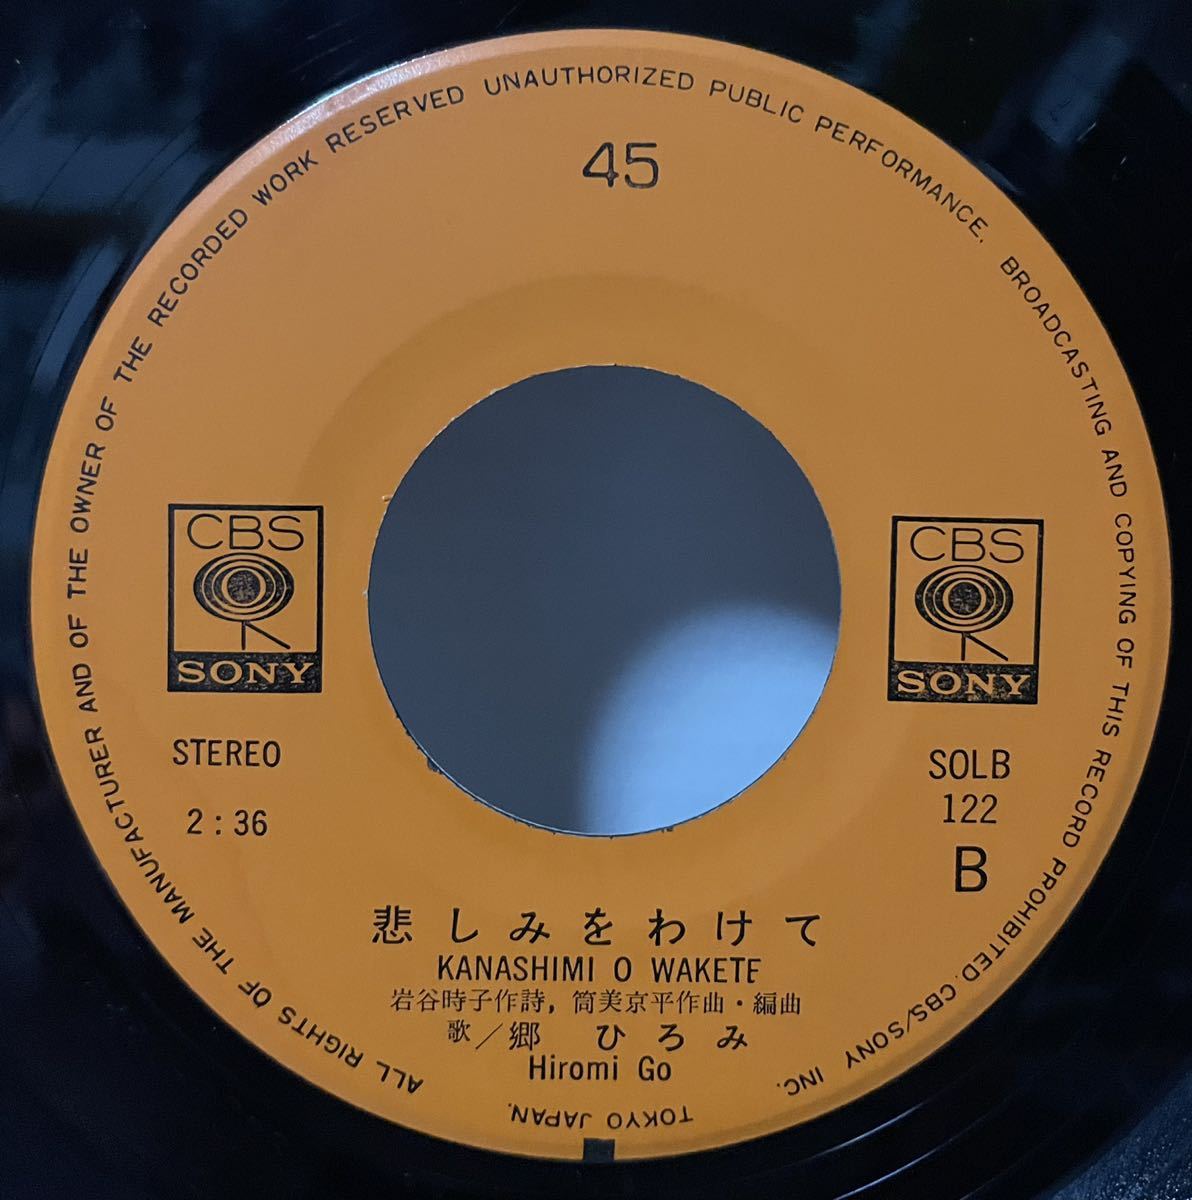 ALL RIGHTS OF THE MANUFACTURER AND OF THE OWNER OF THE RECORDED WORK RESERVED UNAUTHORIZED PUBLIC PERFORMANCE. BROADCASTING AND COPYING OF THIS RECORD PROHIBITED. CBS/SONY INC.
TOKYO JAPAN.
45
CBS
SONY
CBS
SONY
STEREO
2:36
SOLB
122
B
悲しみをわけて
KANASHIMI O WAKETE
岩谷時子作詩,筒美京平作曲・編曲
歌/郷 ひろみ
Hiromi Go